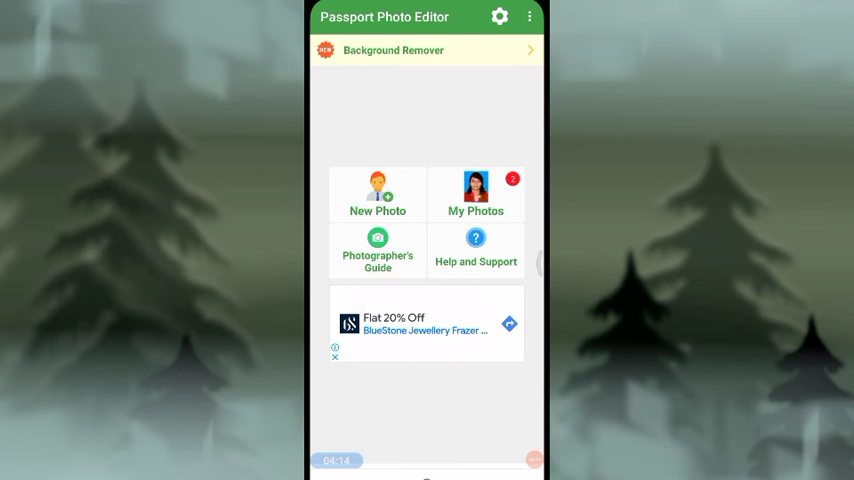 Passport Photo Editor
NEW
Background Remover
New Photo
2
My Photos
Photographer's
Guide
?
Help and Support
Flat 20% Off
BlueStone Jewellery Frazer ...
04:14